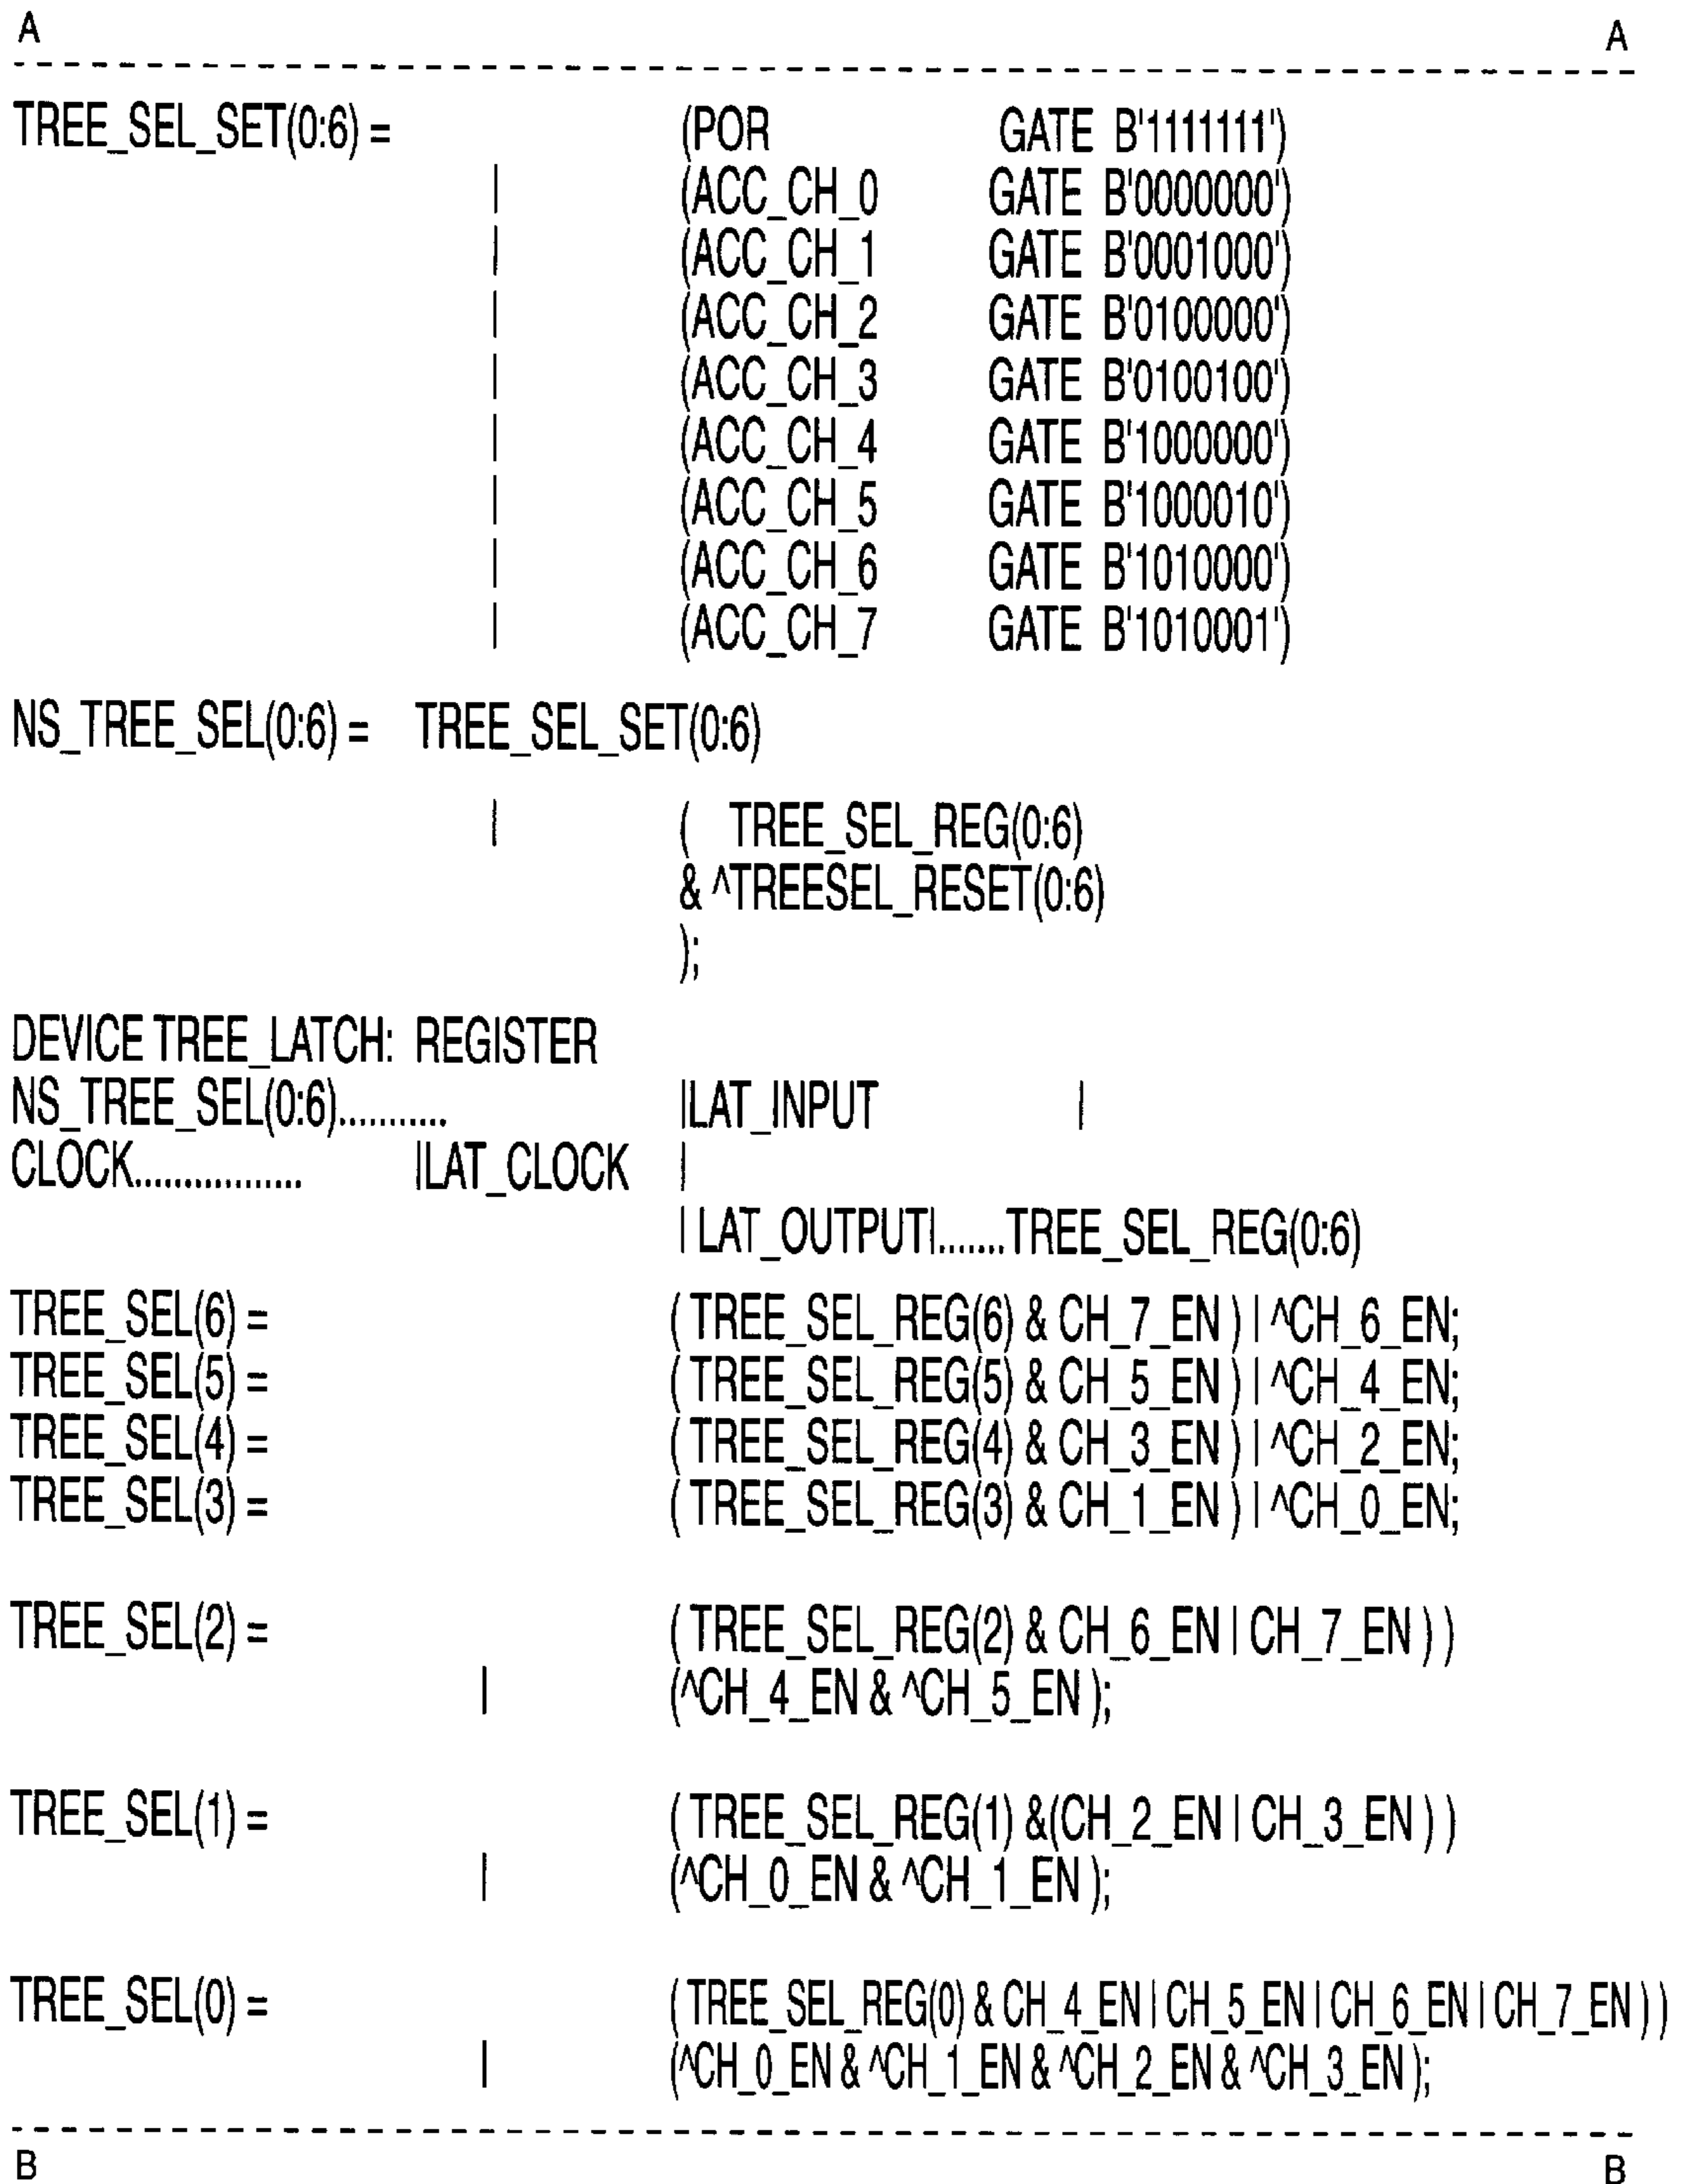 A A
TREE_SEL_SET(0:6) = (POR GATE B'1111111')
| (ACC_CH_0 GATE B'0000000')
| (ACC_CH_1 GATE B'0001000')
| (ACC_CH_2 GATE B'0100000')
| (ACC_CH_3 GATE B'0100100')
| (ACC_CH_4 GATE B'1000000')
| (ACC_CH_5 GATE B'1000010')
| (ACC_CH_6 GATE B'1010000')
| (ACC_CH_7 GATE B'1010001')
NS_TREE_SEL(0:6) = TREE_SEL_SET(0:6)
| ( TREE_SEL_REG(0:6)
& ^TREESEL_RESET(0:6)
);
DEVICE TREE_LATCH: REGISTER
NS_TREE_SEL(0:6)........... |LAT_INPUT |
CLOCK................. |LAT_CLOCK |
| LAT_OUTPUT|.......TREE_SEL_REG(0:6)
TREE_SEL(6) = ( TREE_SEL_REG(6) & CH_7_EN ) | ^CH_6_EN;
TREE_SEL(5) = ( TREE_SEL_REG(5) & CH_5_EN ) | ^CH_4_EN;
TREE_SEL(4) = ( TREE_SEL_REG(4) & CH_3_EN ) | ^CH_2_EN;
TREE_SEL(3) = ( TREE_SEL_REG(3) & CH_1_EN ) | ^CH_0_EN;
TREE_SEL(2) = ( TREE_SEL_REG(2) & CH_6_EN | CH_7_EN ) )
| (^CH_4_EN & ^CH_5_EN );
TREE_SEL(1) = ( TREE_SEL_REG(1) &(CH_2_EN | CH_3_EN ) )
| (^CH_0_EN & ^CH_1_EN );
TREE_SEL(0) = ( TREE_SEL_REG(0) & CH_4_EN | CH_5_EN | CH_6_EN | CH_7_EN ) )
| (^CH_0_EN & ^CH_1_EN & ^CH_2_EN & ^CH_3_EN );
B B